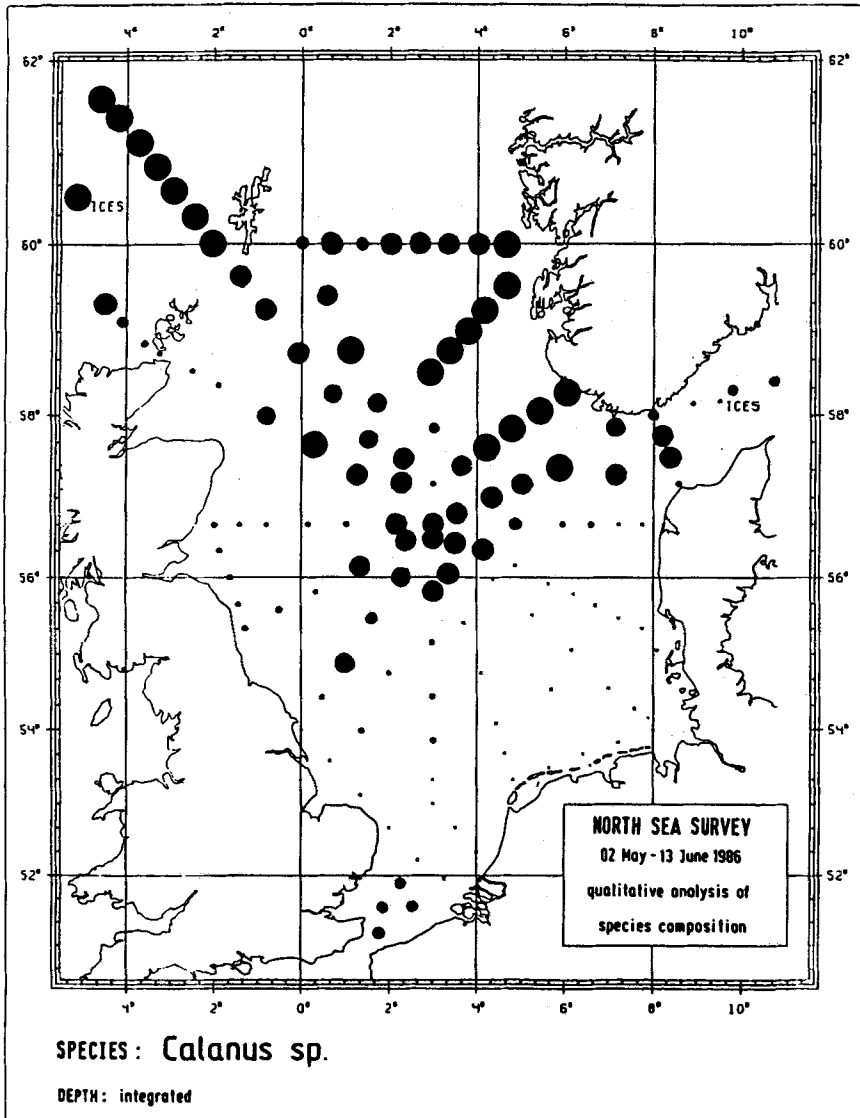 4° 2° 0° 2° 4° 6° 8° 10°
62° 62°
ICES
60° 60°
58° 58°
ICES
56° 56°
54° 54°
52° 52°
NORTH SEA SURVEY
02 May - 13 June 1986
qualitative analysis of
species composition
4° 2° 0° 2° 4° 6° 8° 10°
SPECIES: Calanus sp.
DEPTH: integrated